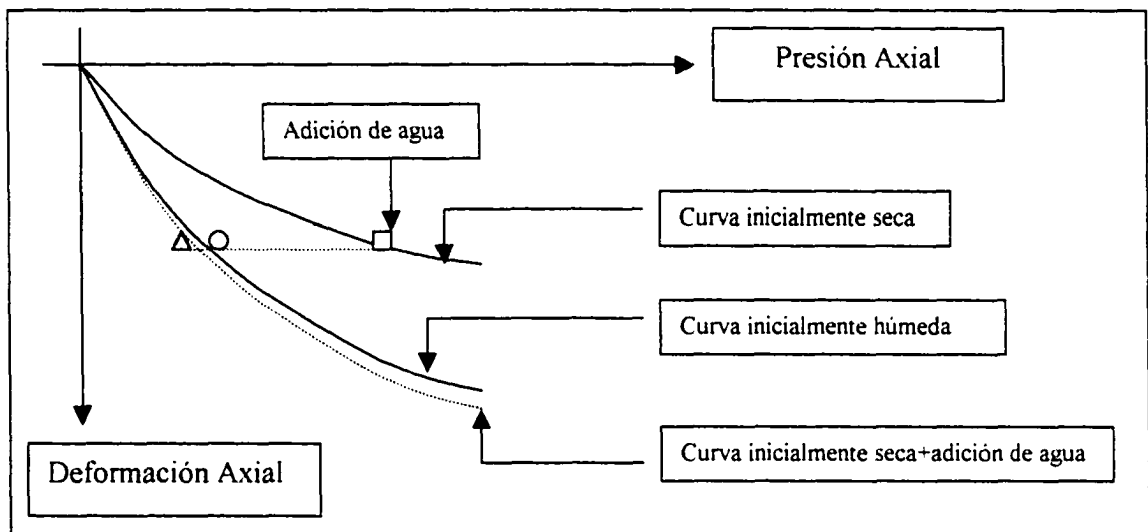 Presión Axial
Adición de agua
Curva inicialmente seca
Curva inicialmente húmeda
Curva inicialmente seca+adición de agua
Deformación Axial